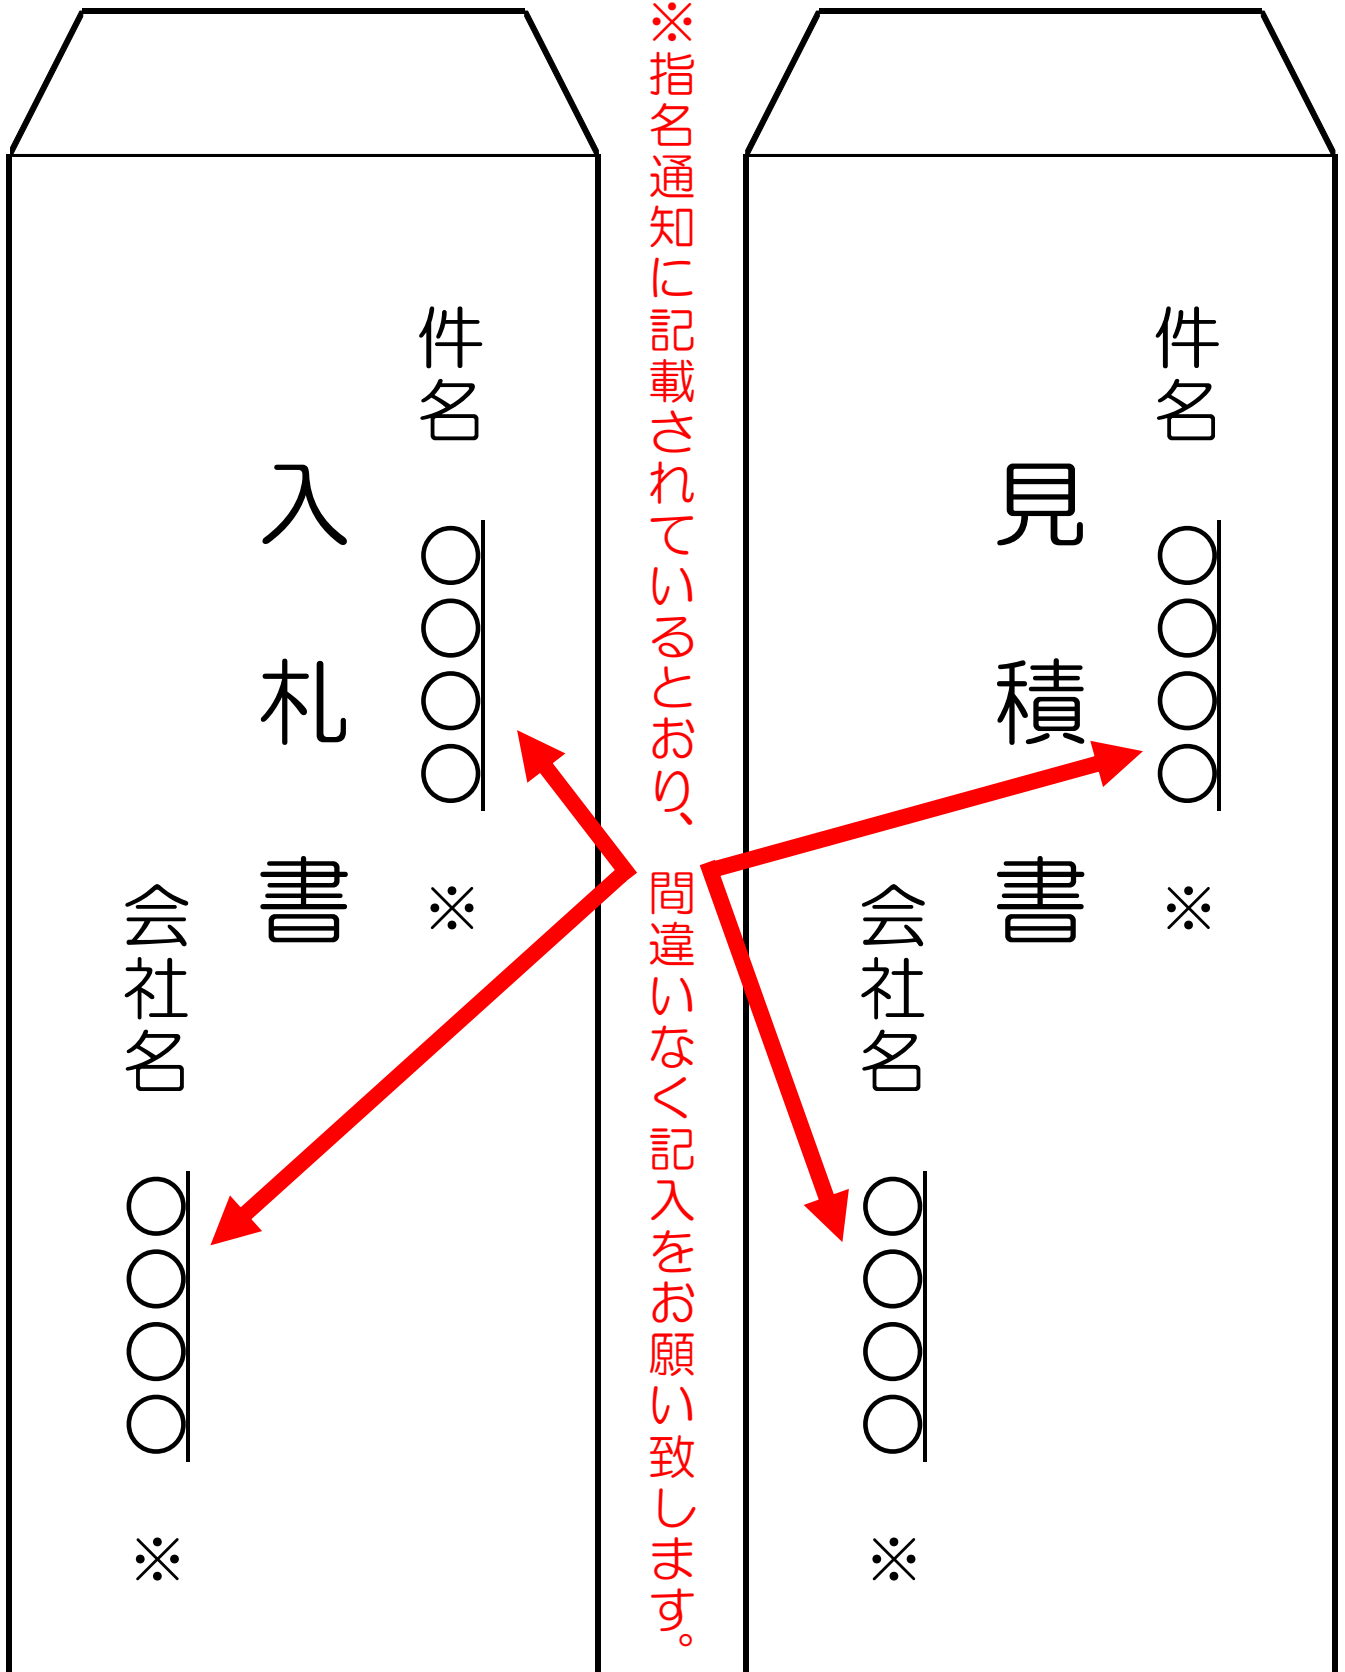 件名　〇〇〇〇　※
見積書
会社名　〇〇〇〇　※
※指名通知に記載されているとおり、間違いなく記入をお願い致します。
件名　〇〇〇〇　※
入札書
会社名　〇〇〇〇　※